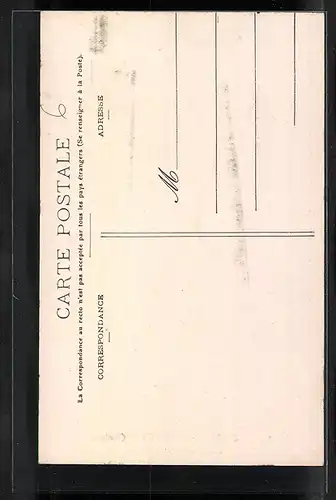 6
CARTE POSTALE
La Correspondance au recto n'est pas acceptée par tous les pays étrangers (Se renseigner à la Poste).
CORRESPONDANCE
ADRESSE
M